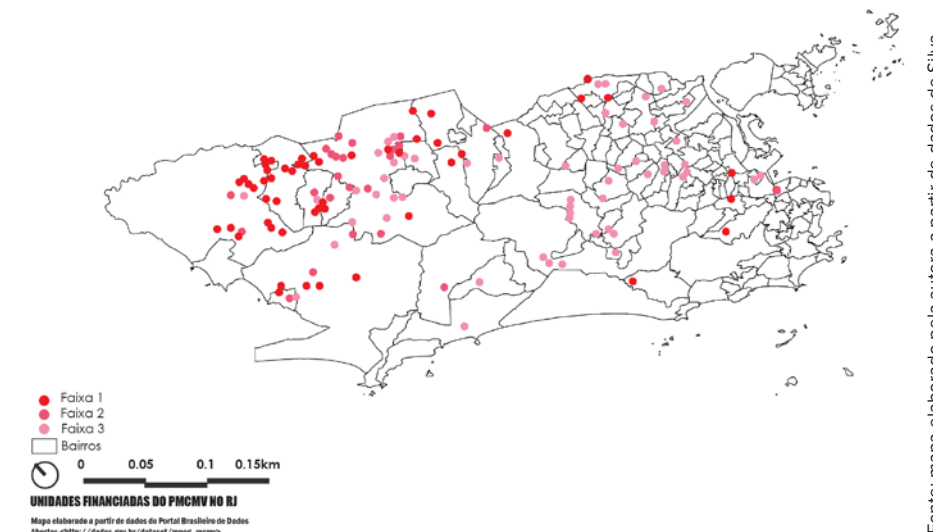 Faixa 1
Faixa 2
Faixa 3
Bairros
0 0.05 0.1 0.15km
UNIDADES FINANCIADAS DO PMCMV NO RJ
Mapa elaborado a partir de dados do Portal Brasileiro de Dados
Abertos
Fonte: mapa elaborado pela autora a partir de dados de Silva